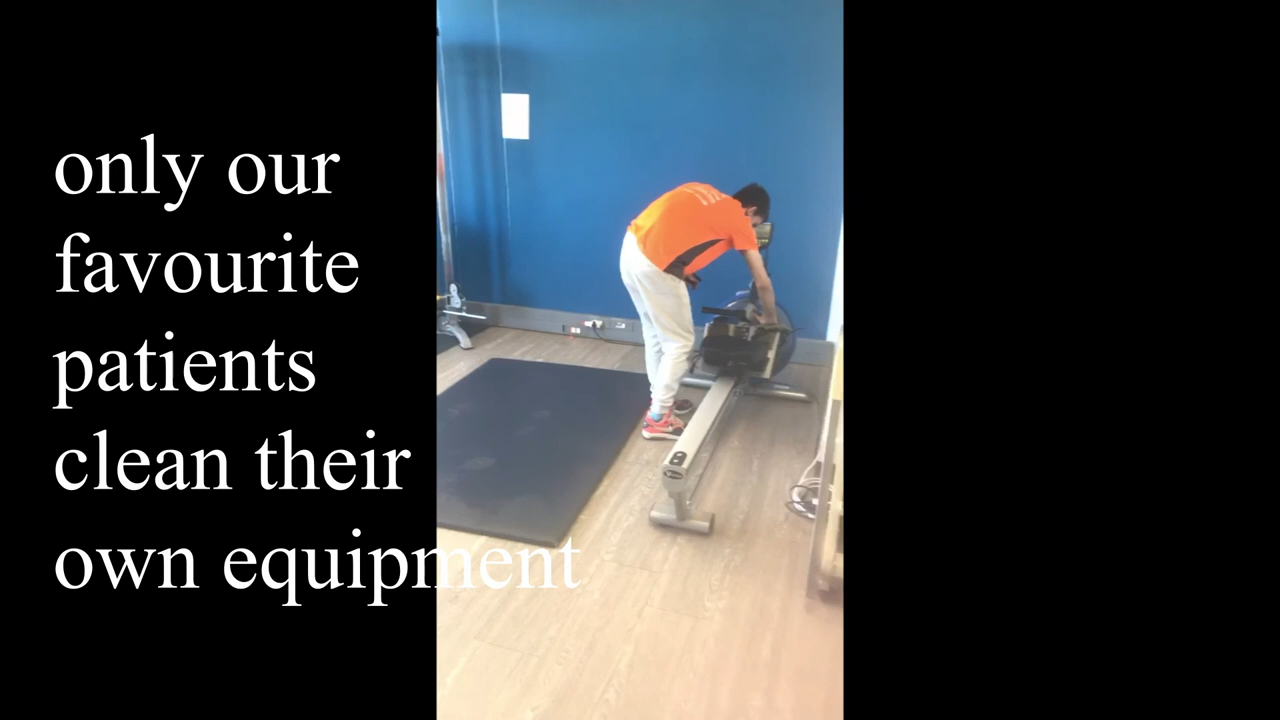 only our
favourite
patients
clean their
own equipment